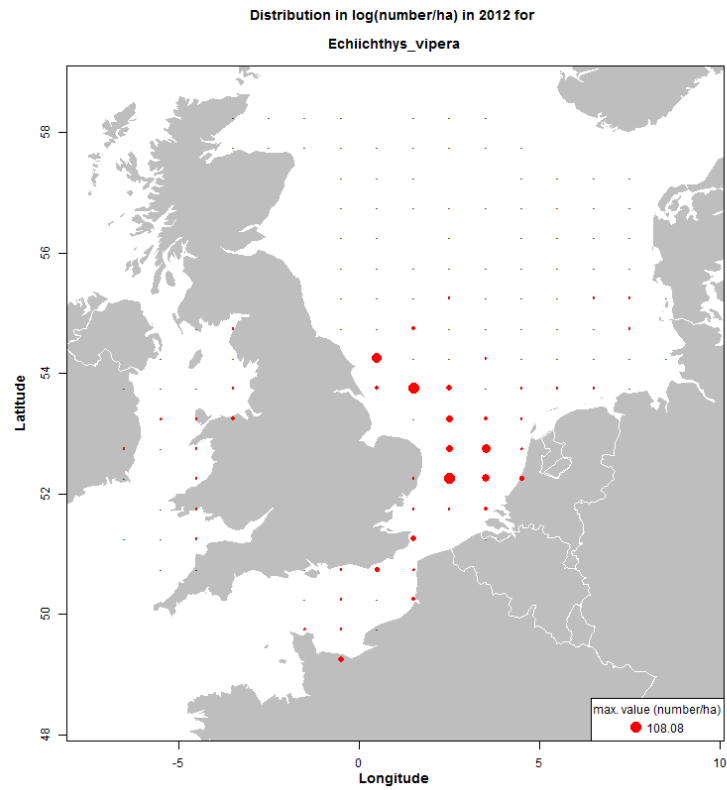 Distribution in log(number/ha) in 2012 for
Echiichthys_vipera
58
56
54
52
50
48
Latitude
-5
0
5
10
Longitude
max. value (number/ha)
108.08